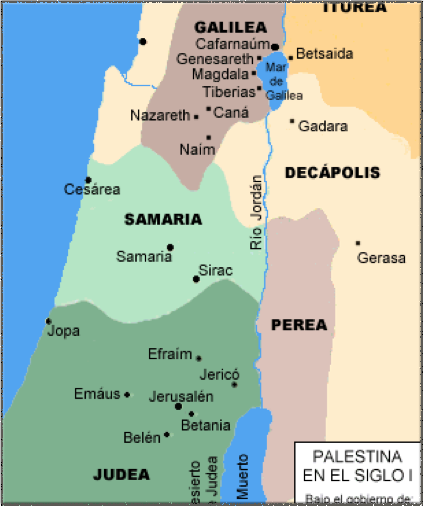 ITUREA
GALILEA
Cafarnaúm
Genesareth
Betsaida
Magdala
Mar
de
Galilea
Tiberias
Nazareth
Caná
Gadara
Naím
DECÁPOLIS
Cesárea
SAMARIA
Río. Jordán
Samaria
Gerasa
Sirac
Jopa
PEREA
Efraím
Jericó
Emáus
Jerusalén
Betania
Belén
JUDEA
esierto
e Judea
Muerto
PALESTINA
EN EL SIGLO I
Bajo el gobierno de: